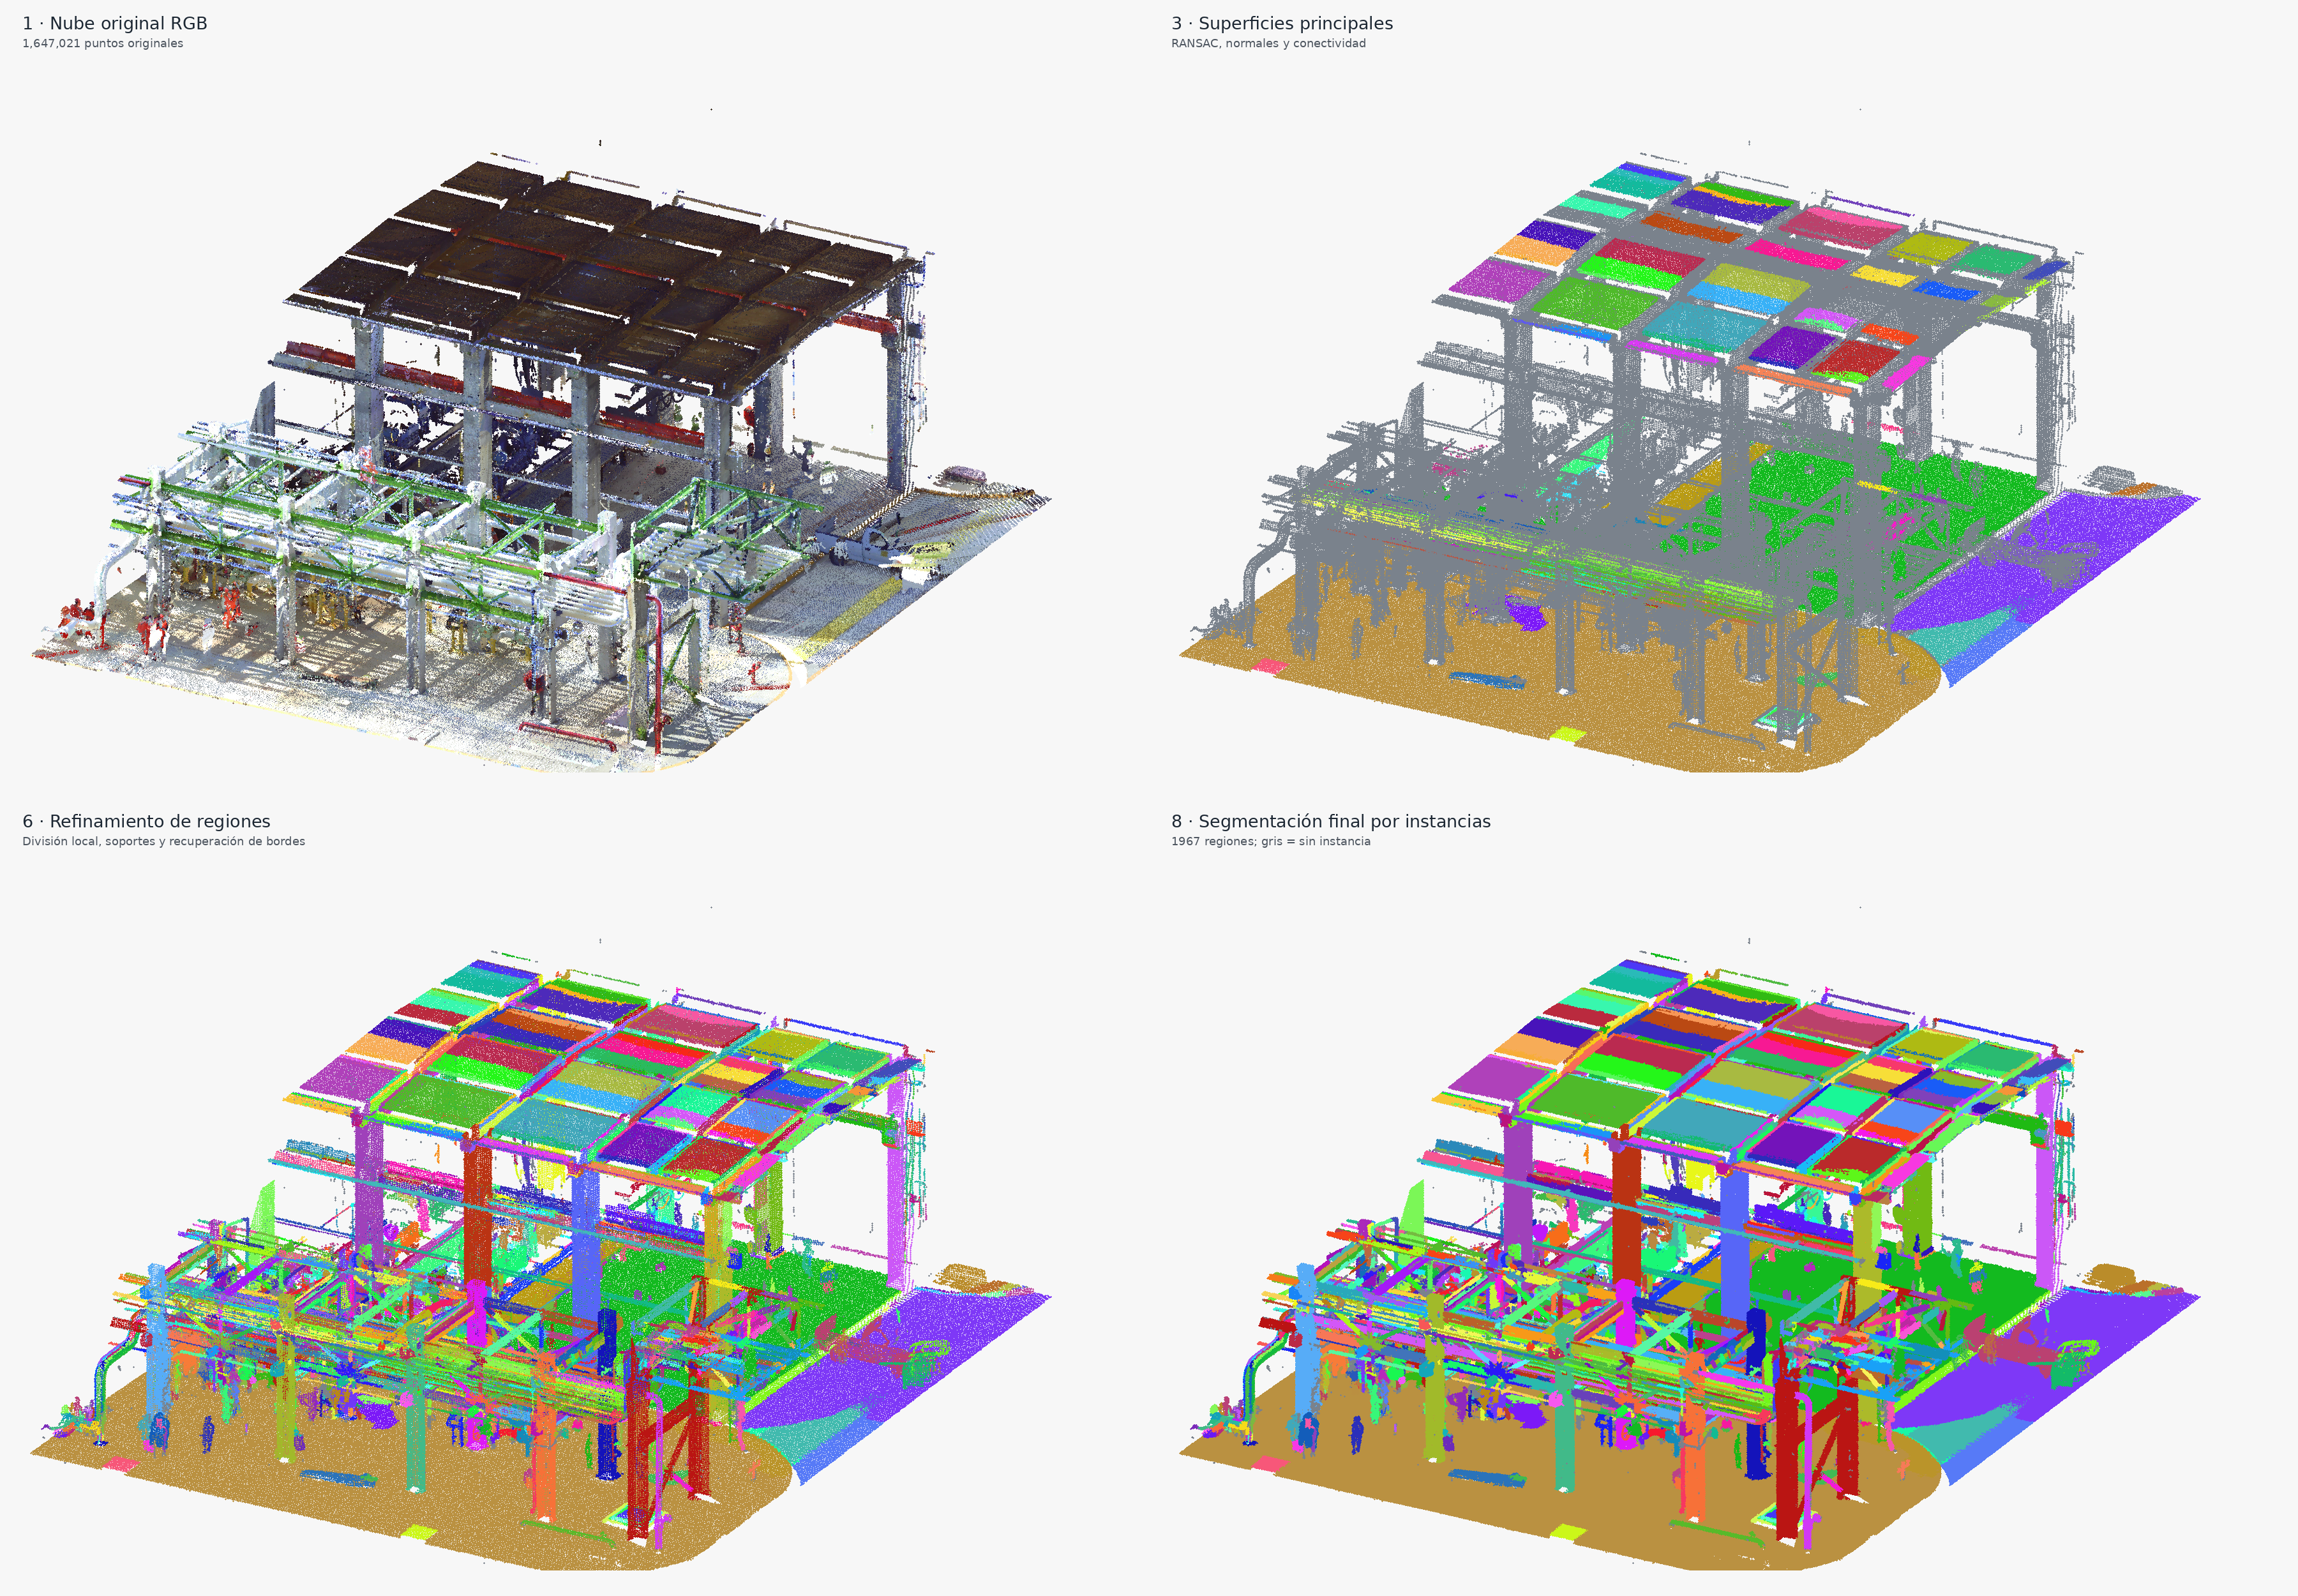 1 · Nube original RGB
1,647,021 puntos originales
3 · Superficies principales
RANSAC, normales y conectividad
6 · Refinamiento de regiones
División local, soportes y recuperación de bordes
8 · Segmentación final por instancias
1967 regiones; gris = sin instancia